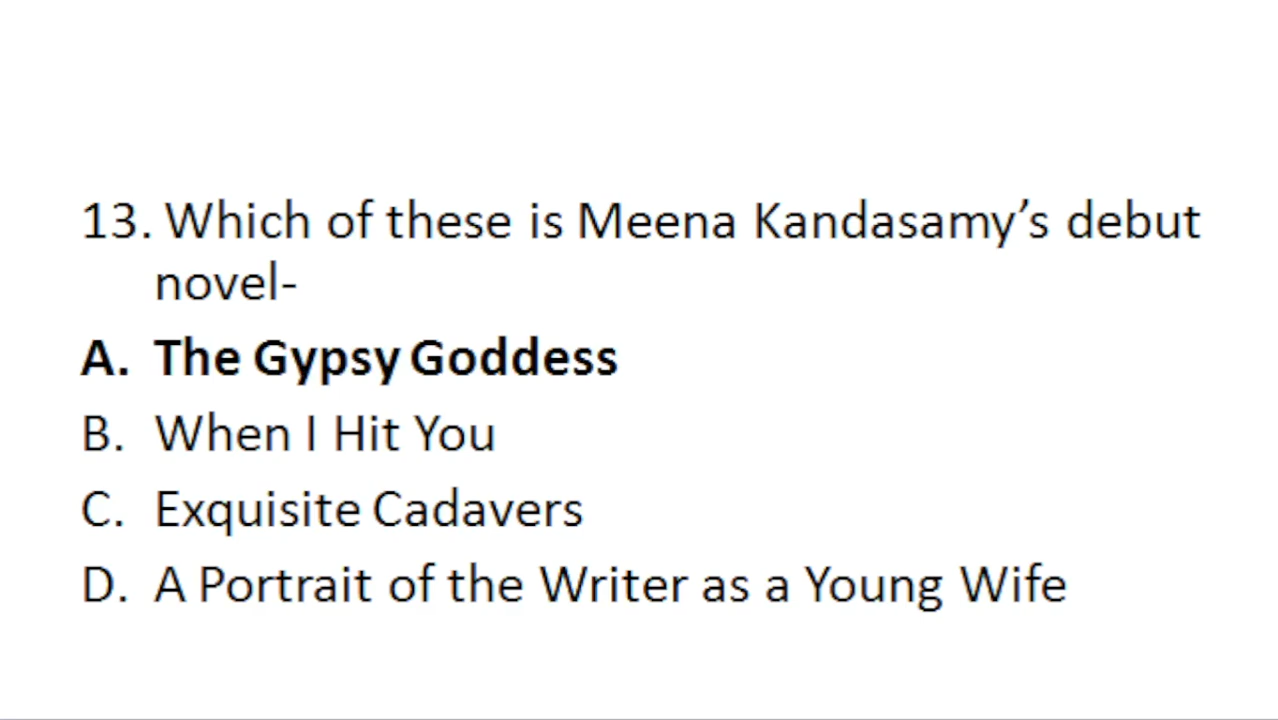 13. Which of these is Meena Kandasamy’s debut
novel-
A. The Gypsy Goddess
B. When I Hit You
C. Exquisite Cadavers
D. A Portrait of the Writer as a Young Wife